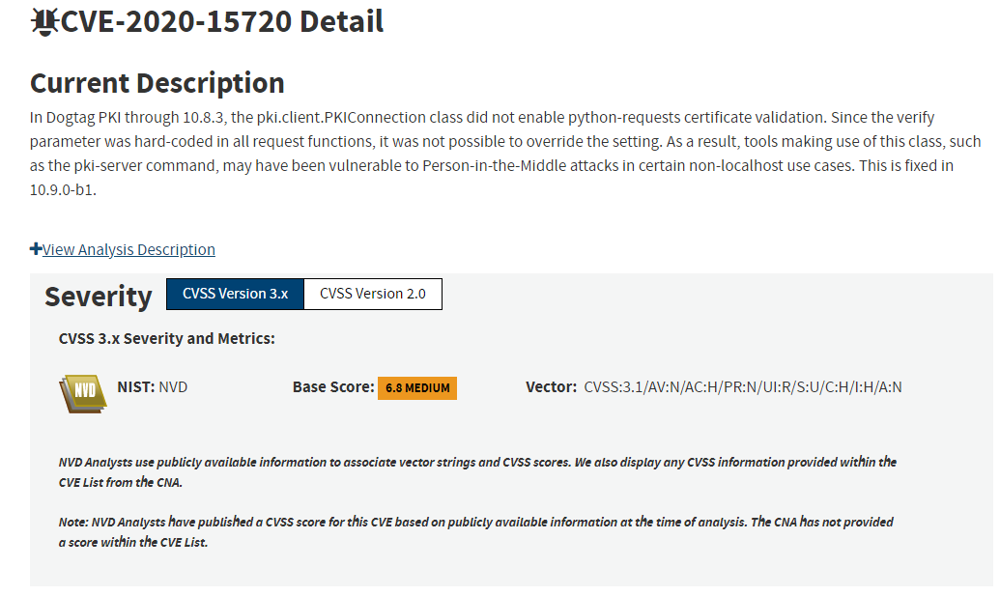 CVE-2020-15720 Detail
Current Description
In Dogtag PKI through 10.8.3, the pki.client.PKIConnection class did not enable python-requests certificate validation. Since the verify
parameter was hard-coded in all request functions, it was not possible to override the setting. As a result, tools making use of this class, such
as the pki-server command, may have been vulnerable to Person-in-the-Middle attacks in certain non-localhost use cases. This is fixed in
10.9.0-b1.
+View Analysis Description
Severity CVSS Version 3.x CVSS Version 2.0
CVSS 3.x Severity and Metrics:
NVD NIST: NVD Base Score: 6.8 MEDIUM Vector: CVSS:3.1/AV:N/AC:H/PR:N/UI:R/S:U/C:H/I:H/A:N
NVD Analysts use publicly available information to associate vector strings and CVSS scores. We also display any CVSS information provided within the
CVE List from the CNA.
Note: NVD Analysts have published a CVSS score for this CVE based on publicly available information at the time of analysis. The CNA has not provided
a score within the CVE List.